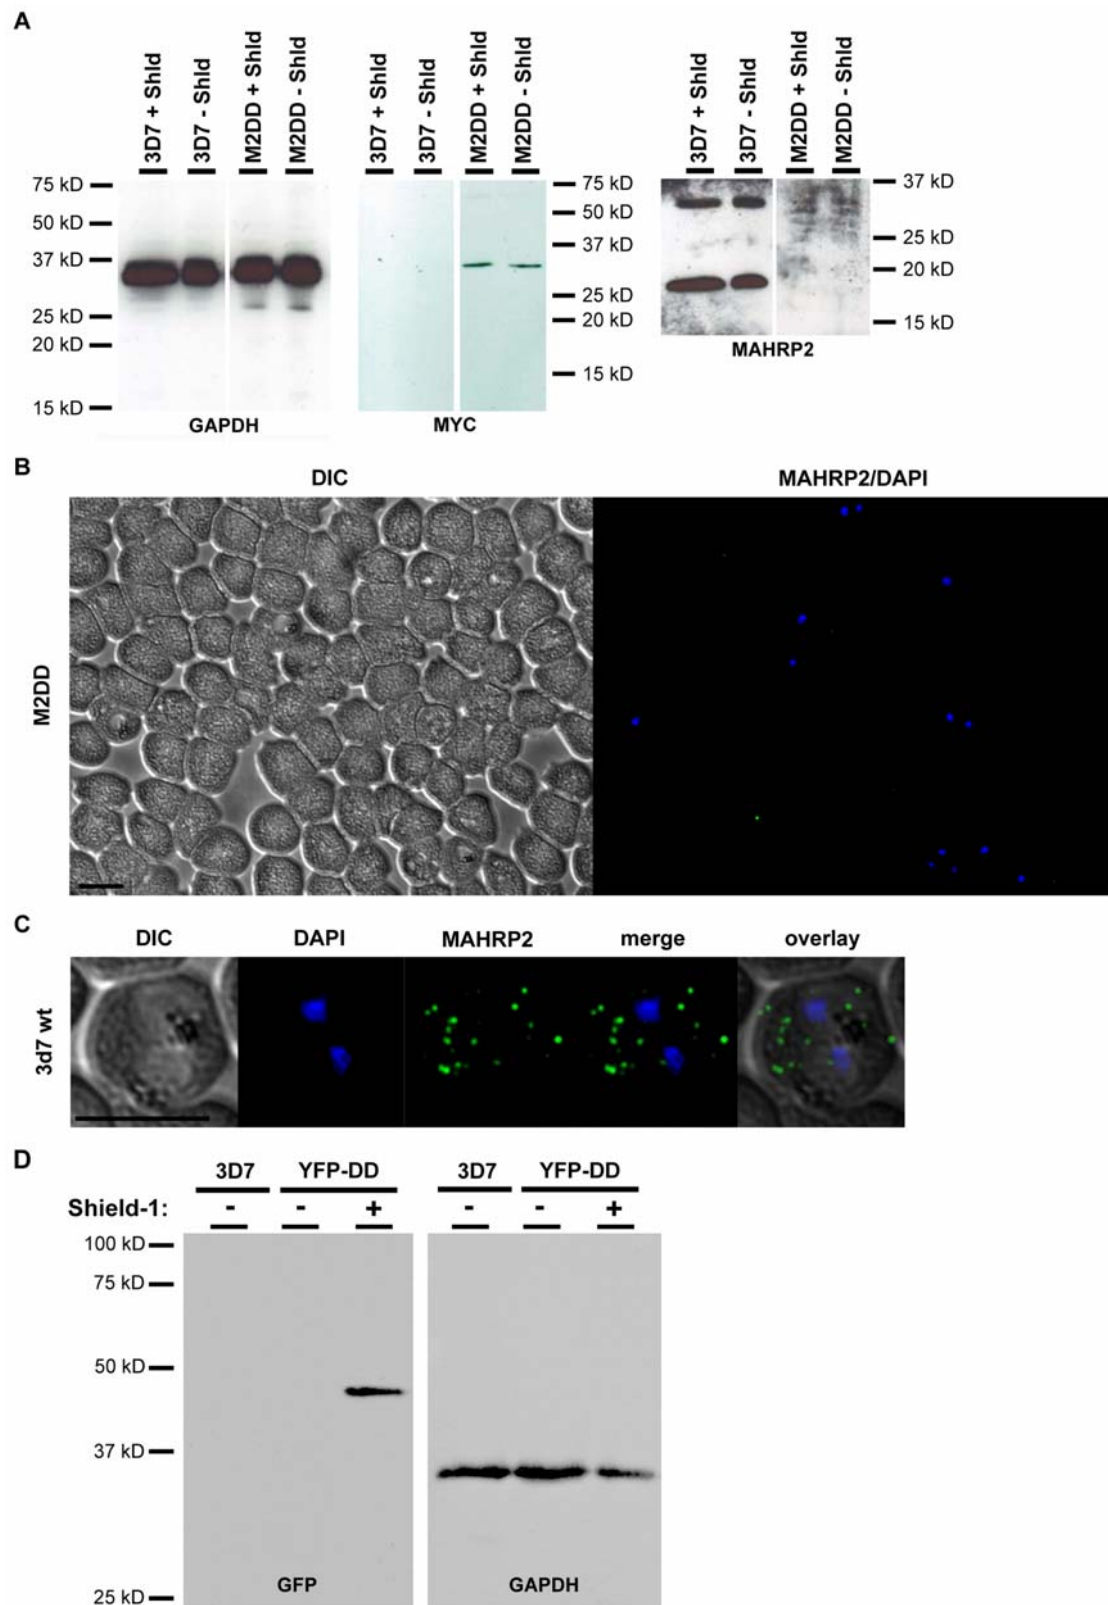 A
3D7 + Shld
3D7 - Shld
M2DD + Shld
M2DD - Shld
3D7 + Shld
3D7 - Shld
M2DD + Shld
M2DD - Shld
3D7 + Shld
3D7 - Shld
M2DD + Shld
M2DD - Shld
75 kD
50 kD
37 kD
25 kD
20 kD
15 kD
GAPDH
75 kD
50 kD
37 kD
25 kD
20 kD
15 kD
MYC
37 kD
25 kD
20 kD
15 kD
MAHRP2
B
DIC
MAHRP2/DAPI
M2DD
C
DIC
DAPI
MAHRP2
merge
overlay
3d7 wt
D
3D7
YFP-DD
3D7
YFP-DD
Shield-1:
-
-
+
-
-
+
100 kD
75 kD
50 kD
37 kD
25 kD
GFP
GAPDH